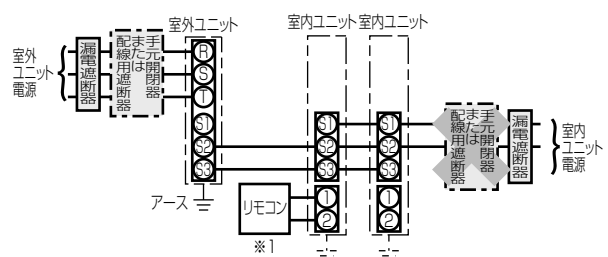 室外ユニット
室内ユニット
室内ユニット
室外
ユニット
電源
漏電遮断器
手元開閉器
または
配線用遮断器
R
S
T
S1
S2
S3
S1
S2
S3
S1
S2
S3
手元開閉器
または
配線用遮断器
漏電遮断器
室内
ユニット
電源
アース
リモコン
※1
1
2
1
2